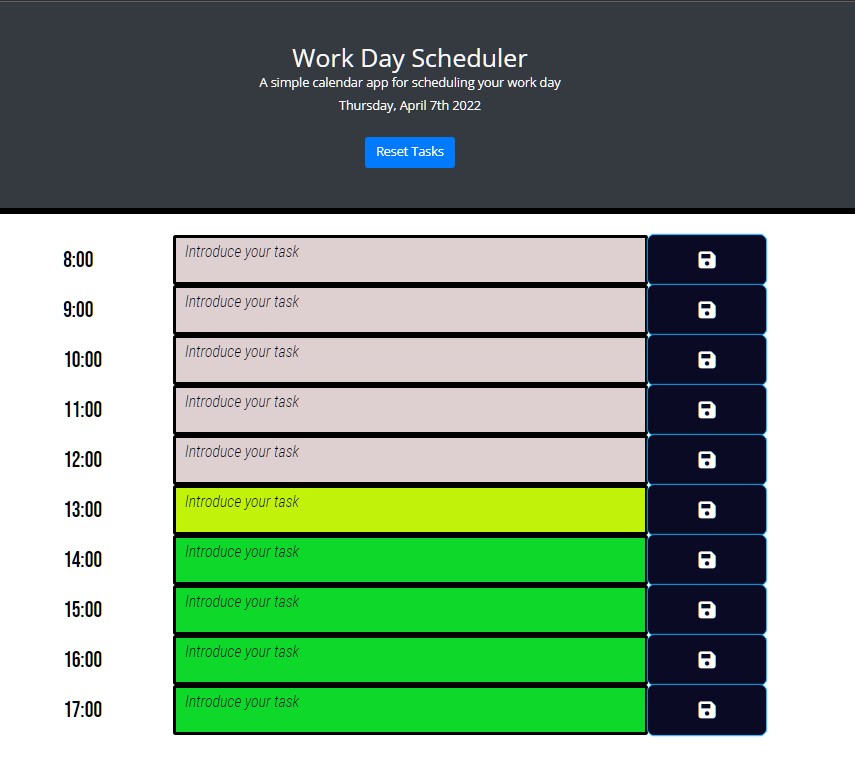 Work Day Scheduler
A simple calendar app for scheduling your work day
Thursday, April 7th 2022
Reset Tasks
8:00 Introduce your task
9:00 Introduce your task
10:00 Introduce your task
11:00 Introduce your task
12:00 Introduce your task
13:00 Introduce your task
14:00 Introduce your task
15:00 Introduce your task
16:00 Introduce your task
17:00 Introduce your task